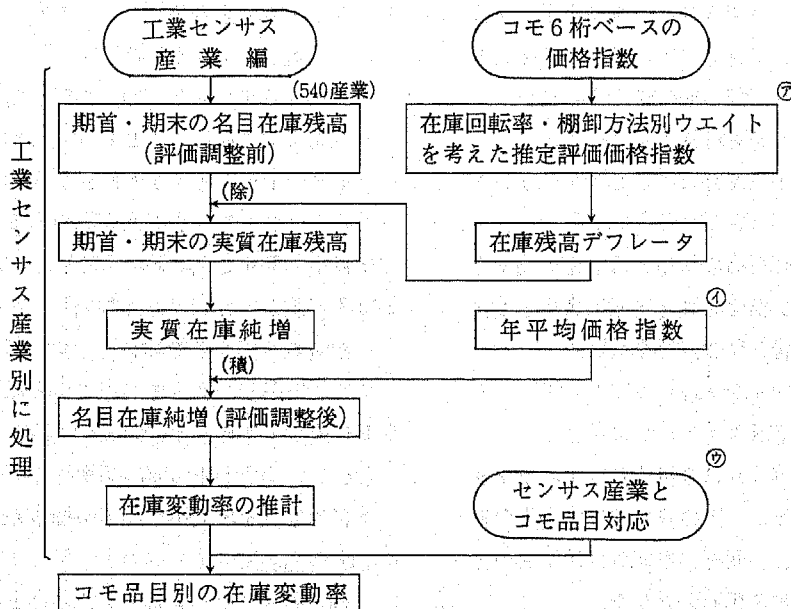 工業センサス
産業編
コモ6桁ベースの
価格指数
(540産業)
㋐
期首・期末の名目在庫残高
(評価調整前)
在庫回転率・棚卸方法別ウエイト
を考えた推定評価価格指数
(除)
期首・期末の実質在庫残高
在庫残高デフレータ
㋑
実質在庫純増
年平均価格指数
(積)
名目在庫純増(評価調整後)
㋒
在庫変動率の推計
センサス産業と
コモ品目対応
コモ品目別の在庫変動率
工業センサス産業別に処理